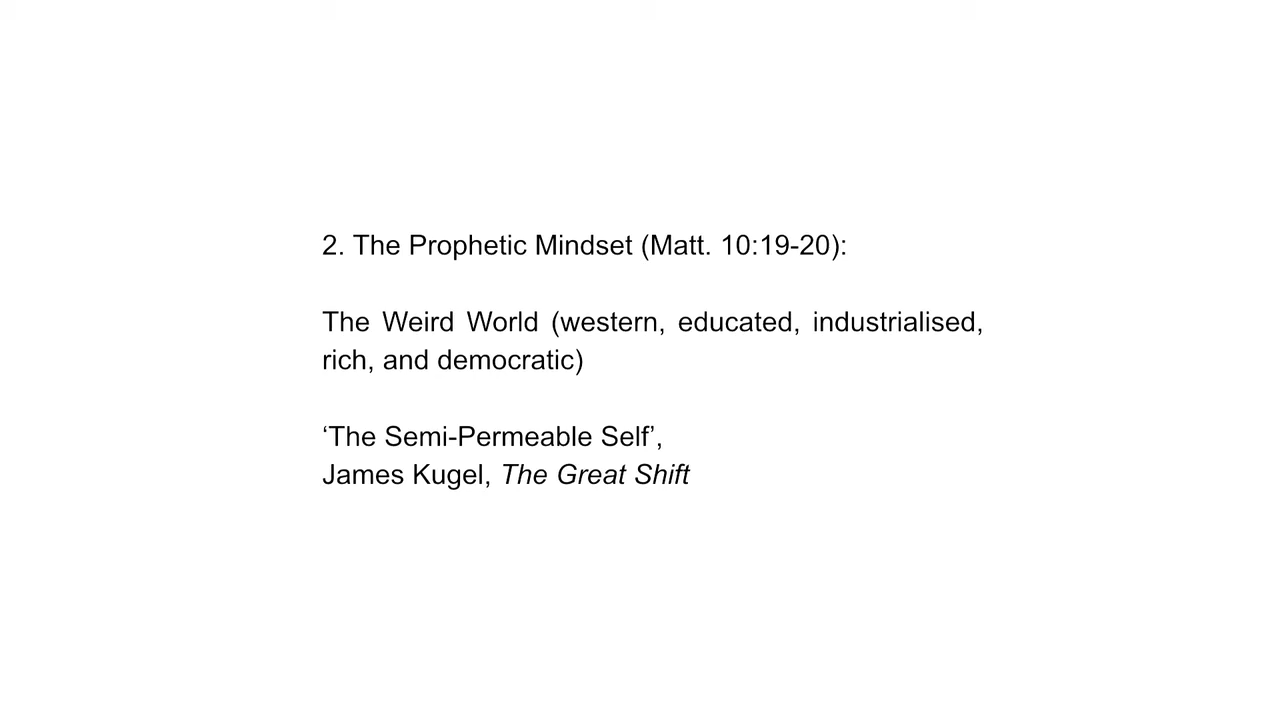 2. The Prophetic Mindset (Matt. 10:19-20):
The Weird World (western, educated, industrialised,
rich, and democratic)
‘The Semi-Permeable Self’,
James Kugel, The Great Shift